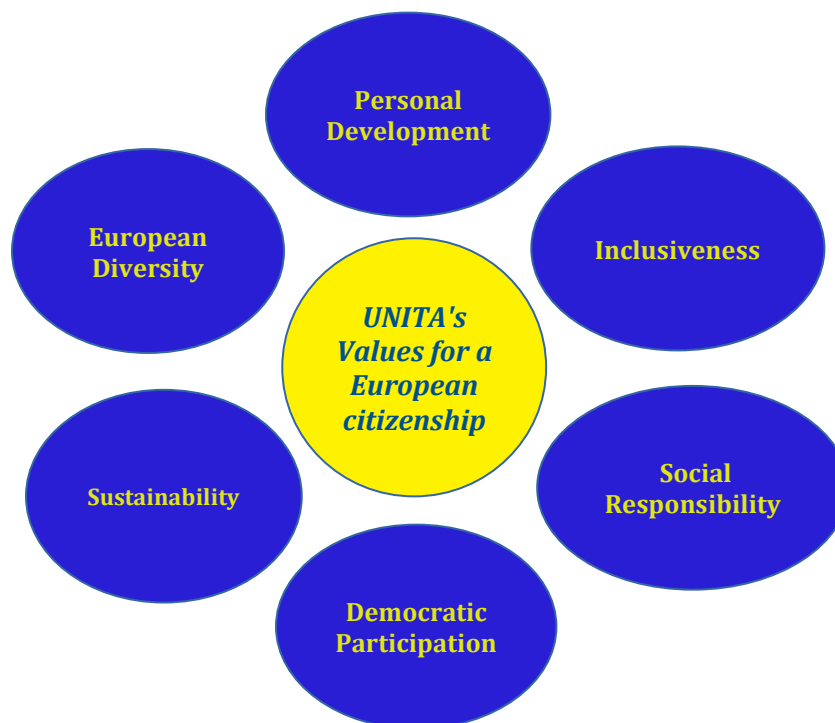 Personal
Development
European
Diversity
Inclusiveness
UNITA's
Values for a
European
citizenship
Sustainability
Social
Responsibility
Democratic
Participation